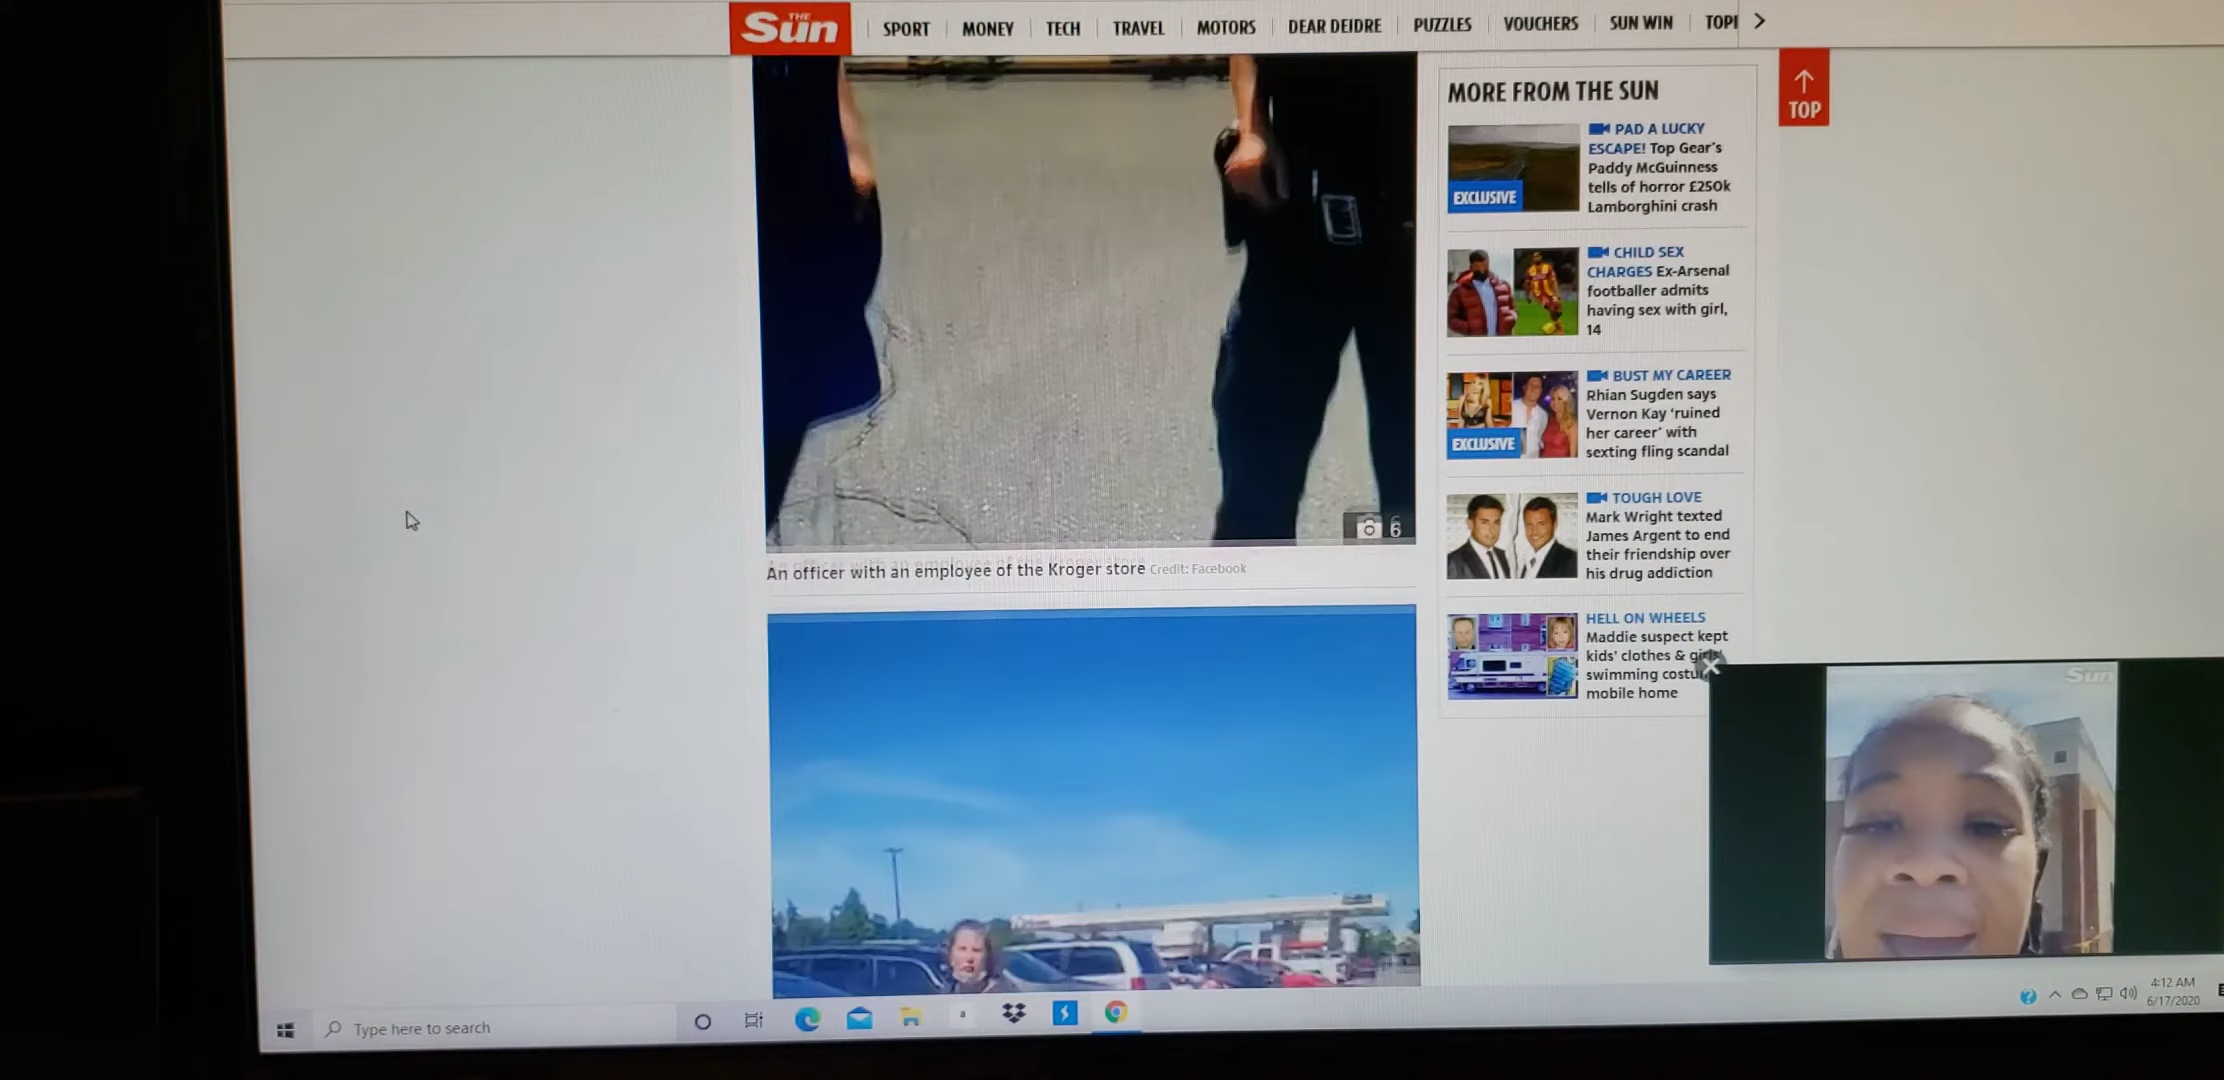 THE
Sun
SPORT
MONEY
TECH
TRAVEL
MOTORS
DEAR DEIDRE
PUZZLES
VOUCHERS
SUN WIN
TOPI
TOP
MORE FROM THE SUN
PAD A LUCKY
ESCAPE! Top Gear's
Paddy McGuinness
tells of horror £250k
Lamborghini crash
EXCLUSIVE
CHILD SEX
CHARGES Ex-Arsenal
footballer admits
having sex with girl,
14
BUST MY CAREER
Rhian Sugden says
Vernon Kay 'ruined
her career' with
sexting fling scandal
EXCLUSIVE
TOUGH LOVE
Mark Wright texted
James Argent to end
their friendship over
his drug addiction
HELL ON WHEELS
Maddie suspect kept
kids' clothes & girls'
swimming costu
mobile home
6
An officer with an employee of the Kroger store Credit: Facebook
Sun
Type here to search
a
4:12 AM
6/17/2020